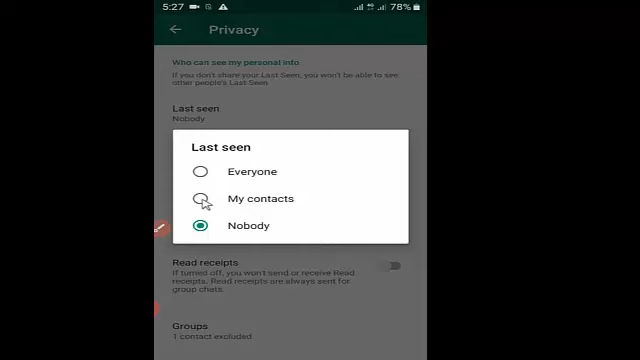 5:27
78%
Privacy
Who can see my personal info
If you don't share your Last Seen, you won't be able to see
other people's Last Seen
Last seen
Nobody
Last seen
Everyone
My contacts
Nobody
Read receipts
If turned off, you won't send or receive Read
receipts. Read receipts are always sent for
group chats.
Groups
1 contact excluded